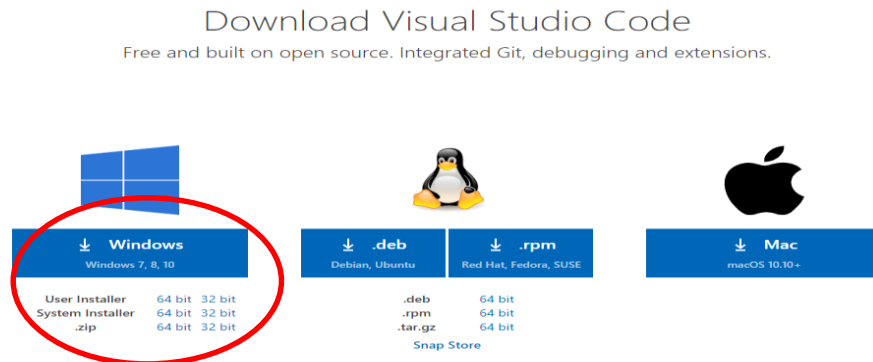 Download Visual Studio Code
Free and built on open source. Integrated Git, debugging and extensions.
Windows
Windows 7, 8, 10
User Installer 64 bit 32 bit
System Installer 64 bit 32 bit
.zip 64 bit 32 bit
.deb
Debian, Ubuntu
.rpm
Red Hat, Fedora, SUSE
.deb 64 bit
.rpm 64 bit
.tar.gz 64 bit
Snap Store
Mac
macOS 10.10+